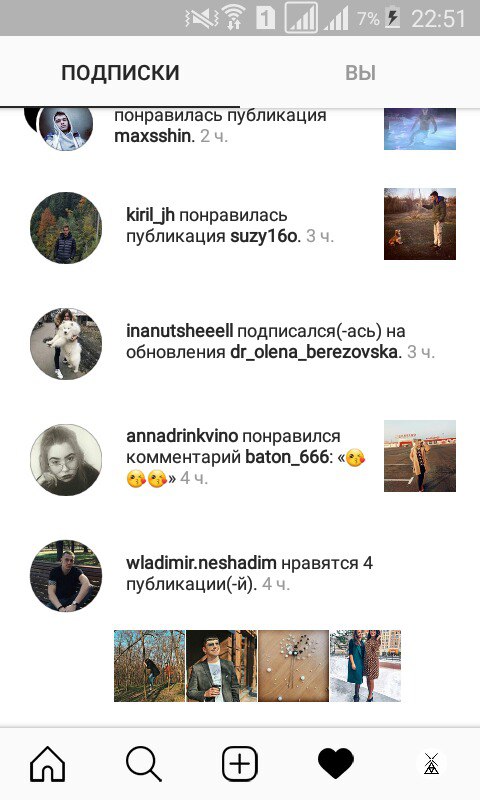 1
7% 22:51
ПОДПИСКИ
ВЫ
понравилась публикация
maxsshin. 2 ч.
kiril_jh понравилась
публикация suzy16o. 3 ч.
inanutsheeell подписался(-ась) на
обновления dr_olena_berezovska. 3 ч.
annadrinkvino понравился
комментарий baton_666: «😘
😘😘» 4 ч.
wladimir.neshadim нравятся 4
публикации(-й). 4 ч.